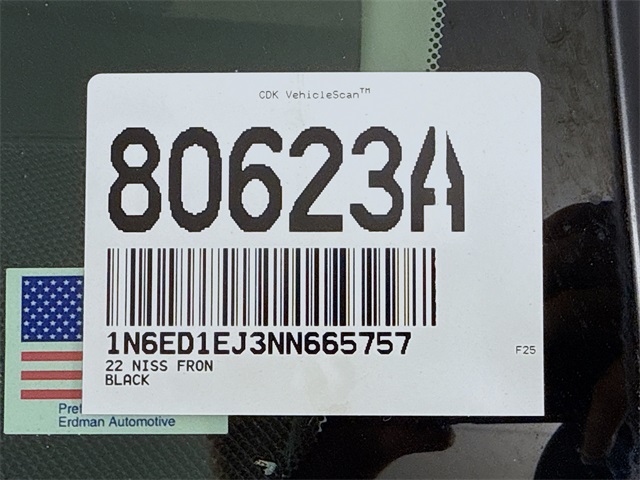 CDK VehicleScan™
80623A
1N6ED1EJ3NN665757
F25
22 NISS FRON
BLACK
Erdman Automotive